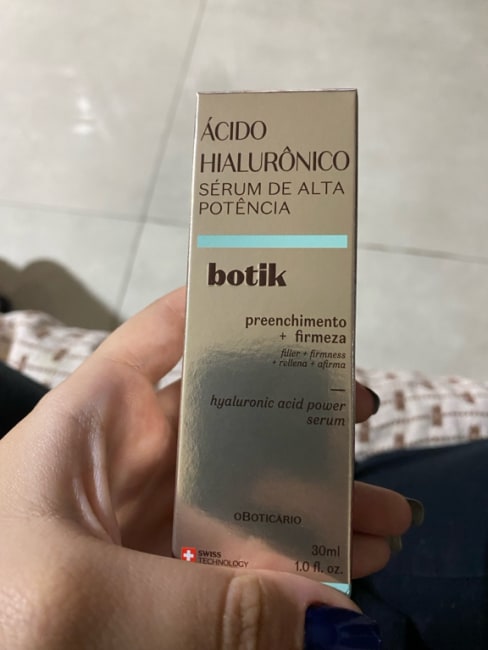 ÁCIDO
HIALURÔNICO
SÉRUM DE ALTA
POTÊNCIA
botik
preenchimento
+ firmeza
filler + firmness
+ rellena + afirma
hyaluronic acid power
serum
oBoticário
SWISS
TECHNOLOGY
30ml
1.0 fl. oz.